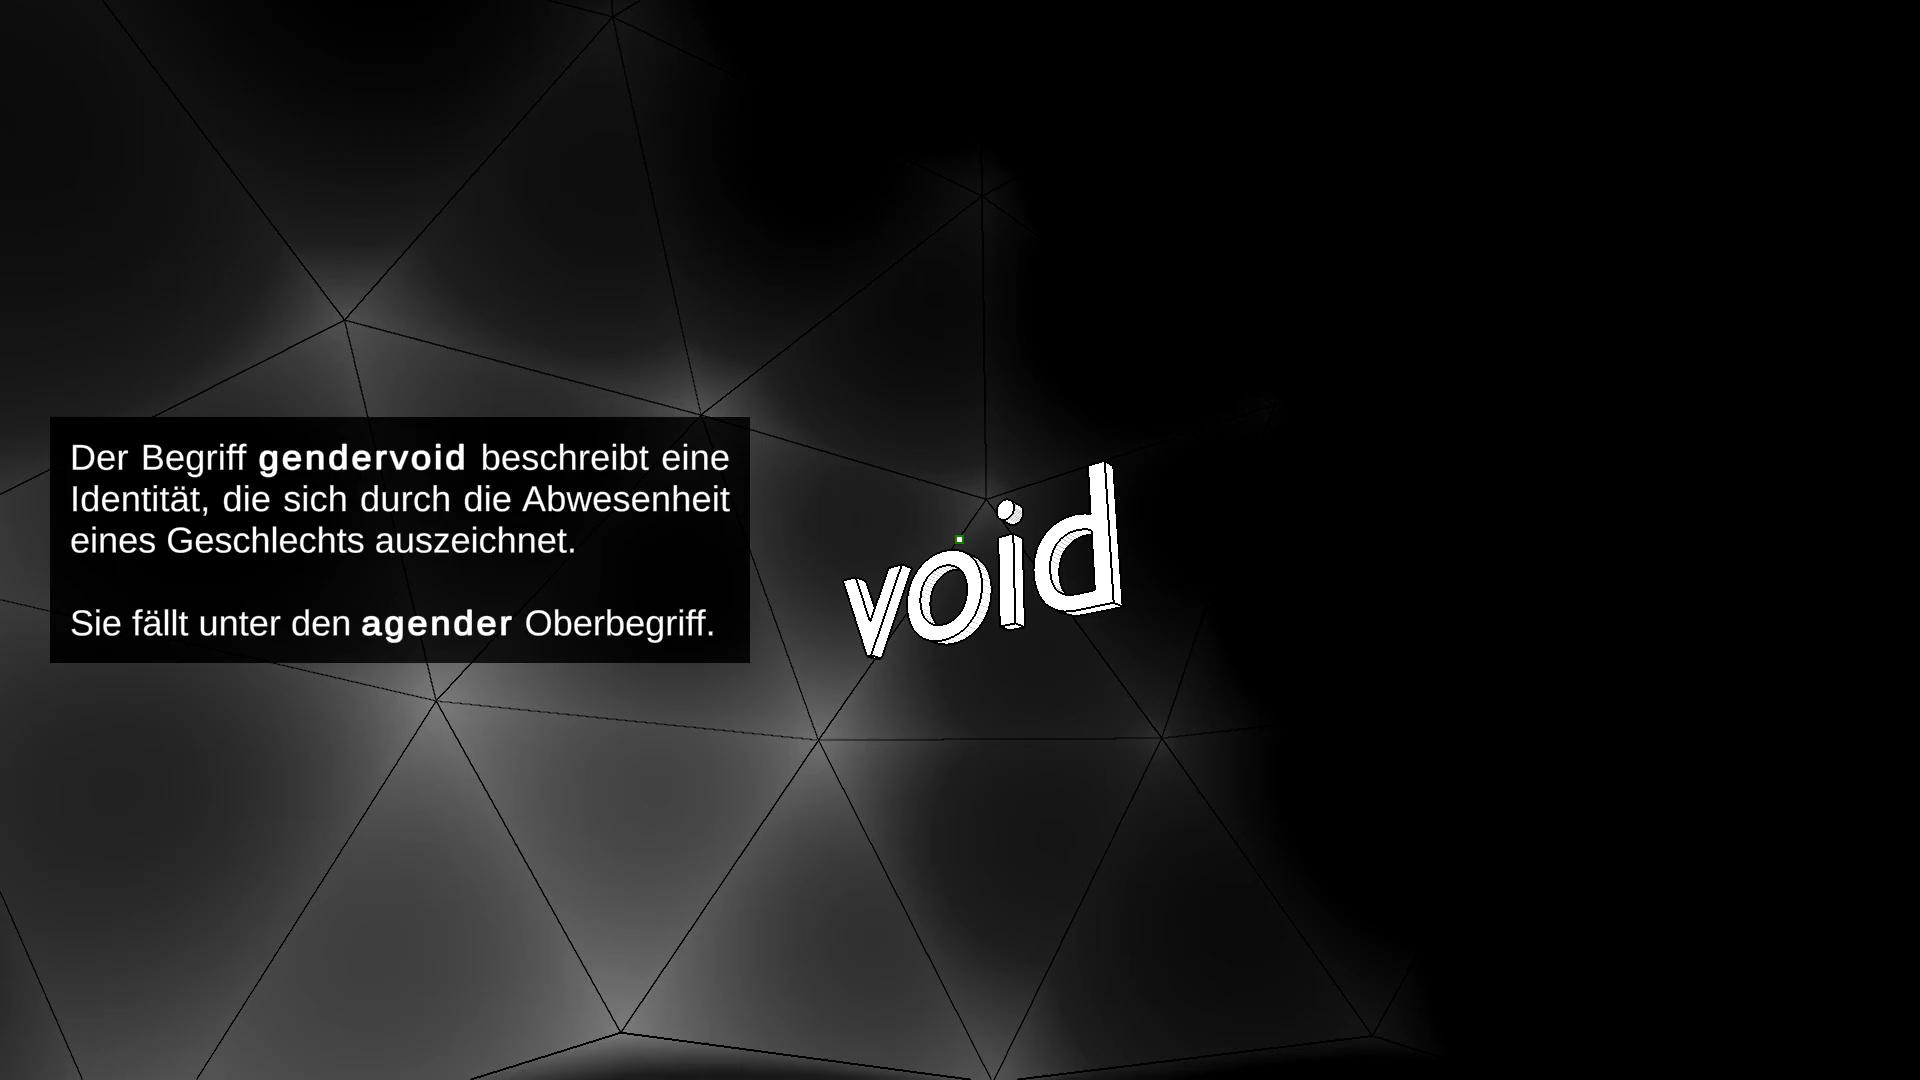 Der Begriff gendervoid beschreibt eine
Identität, die sich durch die Abwesenheit
eines Geschlechts auszeichnet.
Sie fällt unter den agender Oberbegriff.
void